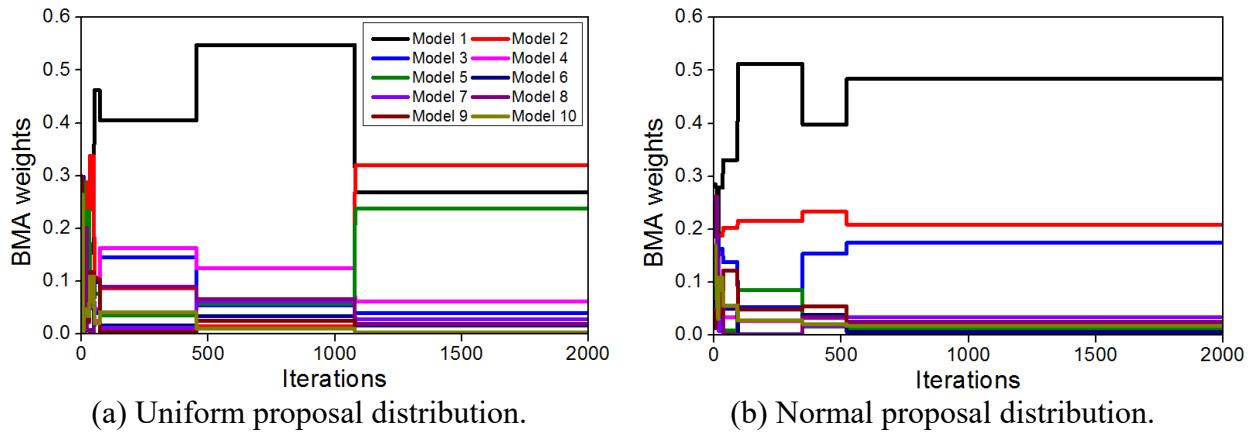 0.6
0.5
0.4
0.3
0.2
0.1
0.0
BMA weights
Model 1 Model 2
Model 3 Model 4
Model 5 Model 6
Model 7 Model 8
Model 9 Model 10
0 500 1000 1500 2000
Iterations
(a) Uniform proposal distribution.
0.6
0.5
0.4
0.3
0.2
0.1
0.0
BMA weights
0 500 1000 1500 2000
Iterations
(b) Normal proposal distribution.